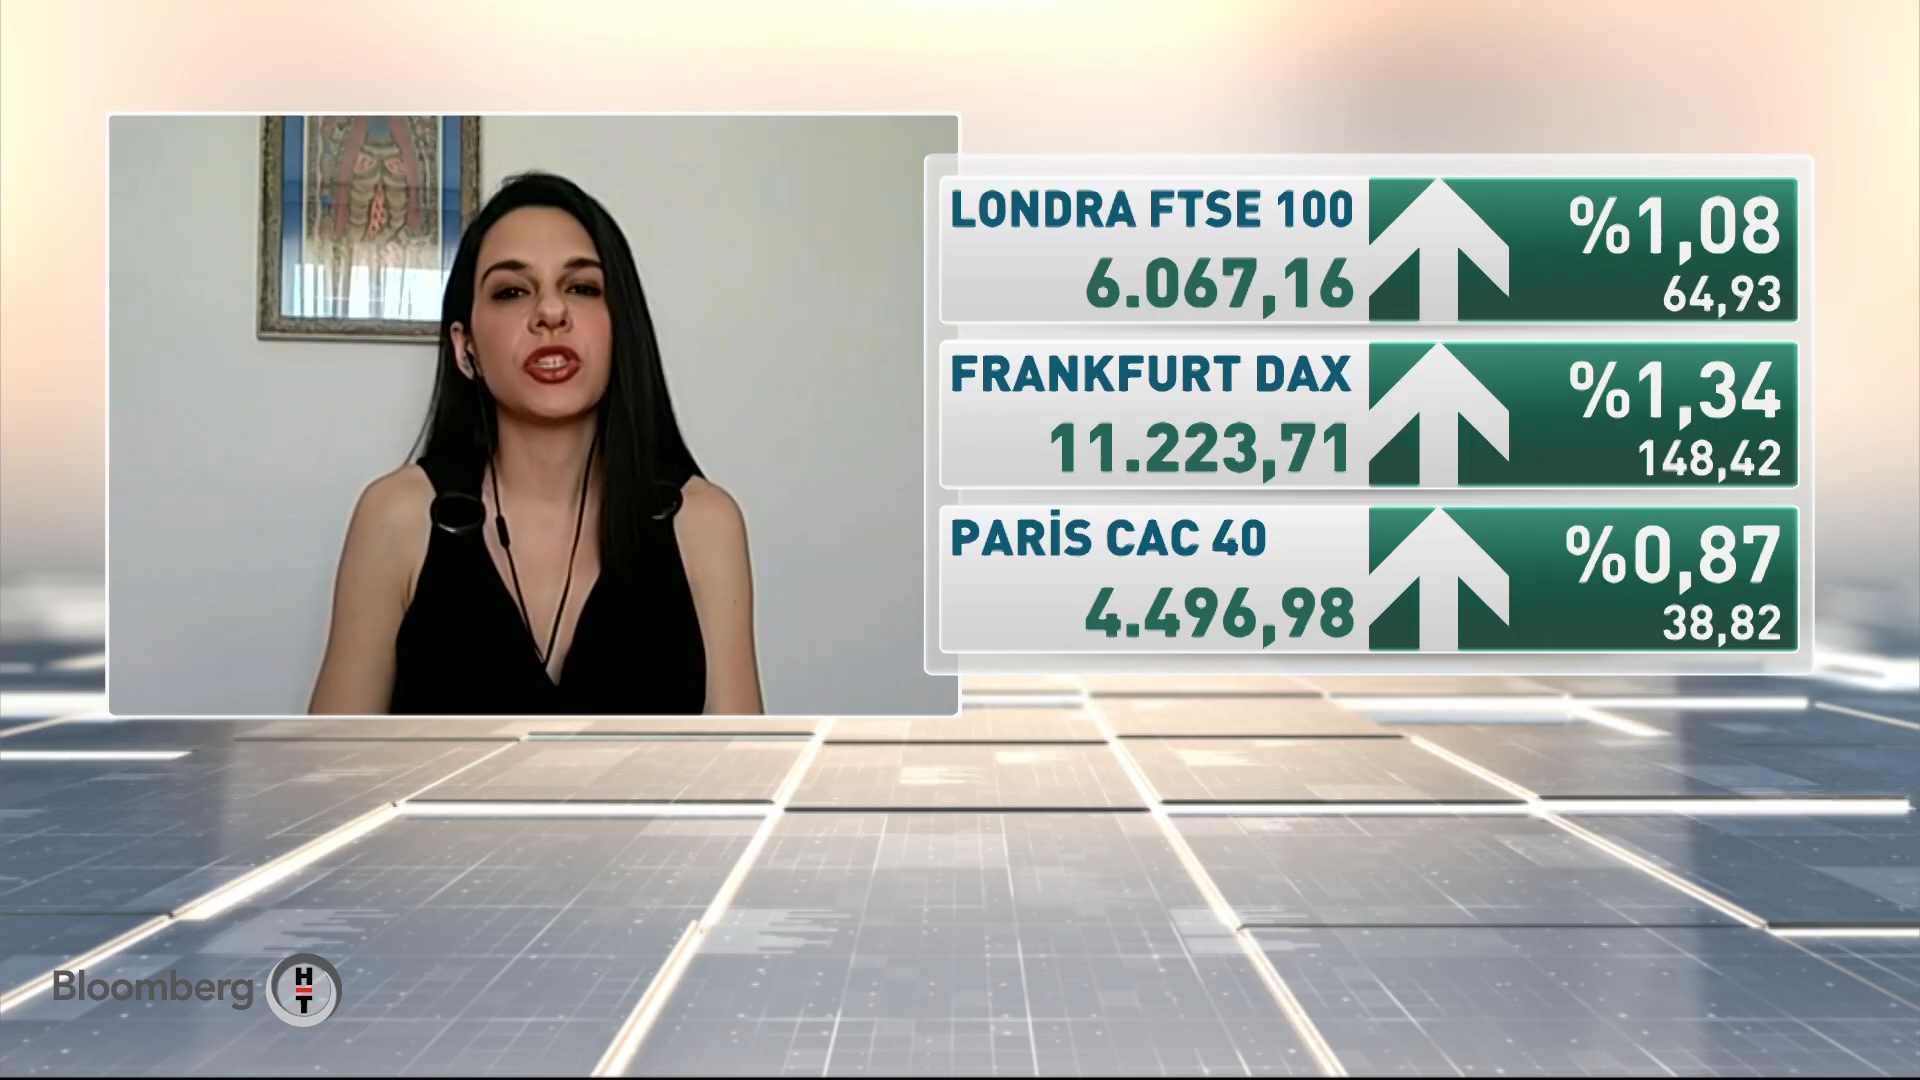 LONDRA FTSE 100
6.067,16
%1,08
64,93
FRANKFURT DAX
11.223,71
%1,34
148,42
PARİS CAC 40
4.496,98
%0,87
38,82
Bloomberg HT